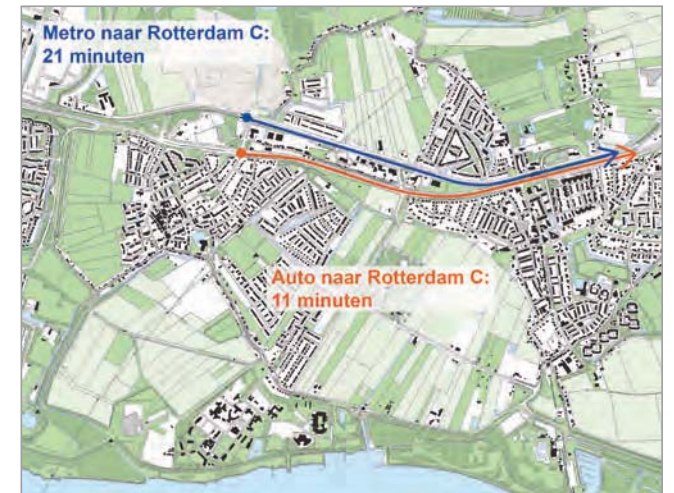 Metro naar Rotterdam C:
21 minuten
Auto naar Rotterdam C:
11 minuten